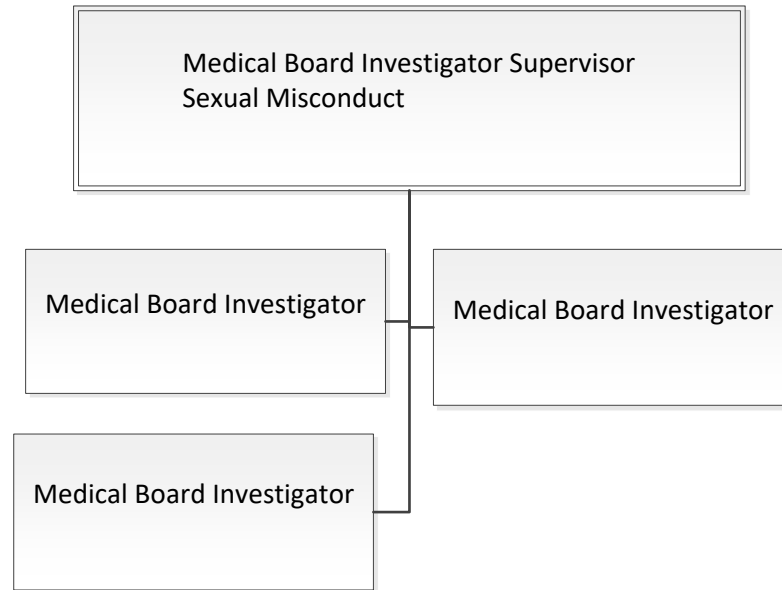 Medical Board Investigator Supervisor
Sexual Misconduct
Medical Board Investigator
Medical Board Investigator
Medical Board Investigator